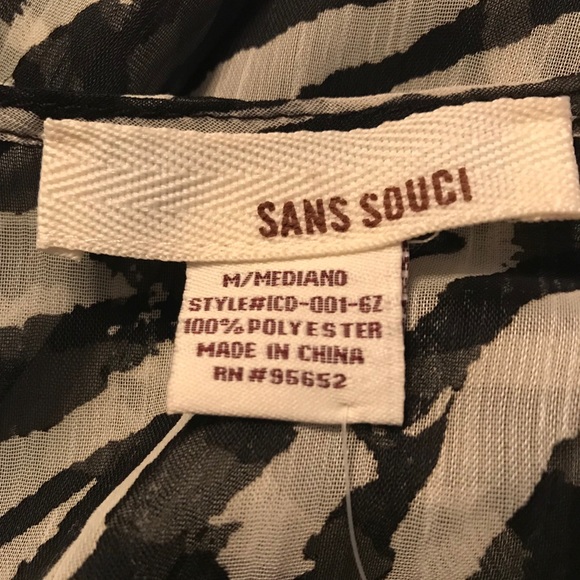 SANS SOUCI
M/MEDIANO
STYLE#ICD-001-6Z
100%POLYESTER
MADE IN CHINA
RN#95652